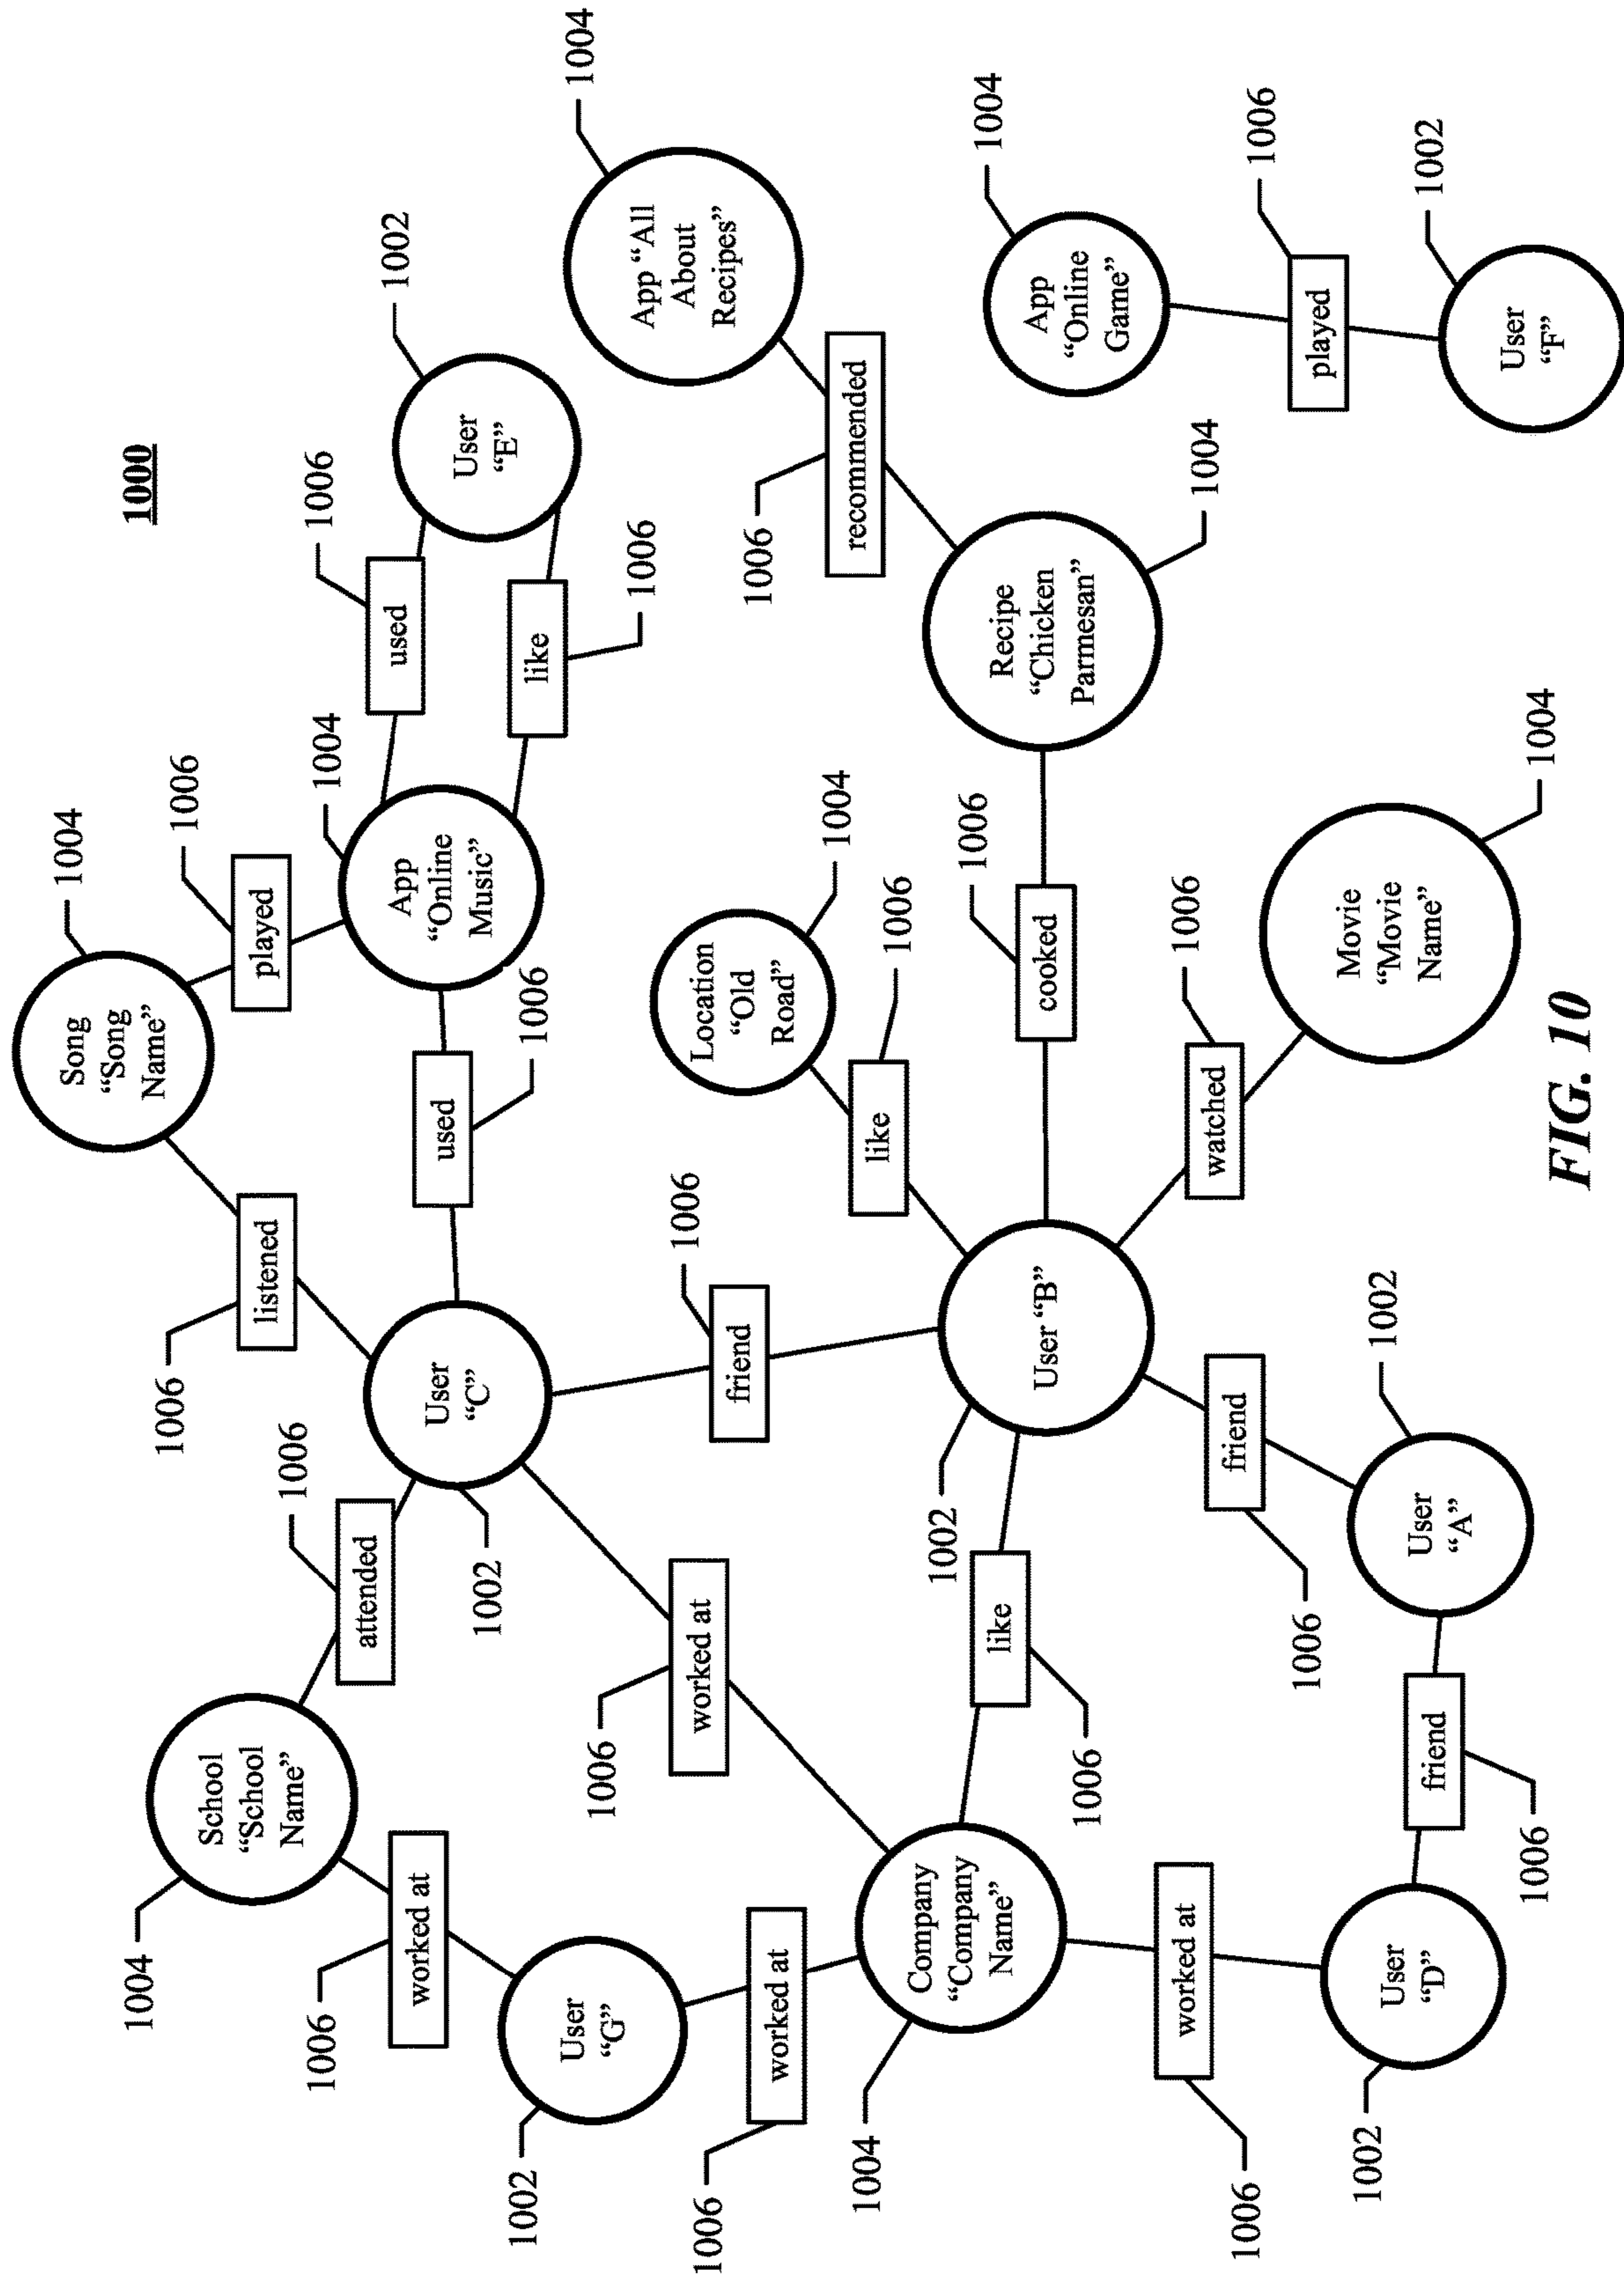 1000
1004
Song
“Song
Name”
1006
played
1006
listened
1004
School
“School
Name”
1006
attended
1006
worked at
1002
User
“G”
1006
worked at
1002
User
“C”
1006
used
1004
App
“Online
Music”
1006
used
1006
like
1002
User
“E”
1004
App “All
About
Recipes”
1006
recommended
1006
worked at
1006
friend
1004
Location
“Old
Road”
1006
like
1004
Company
“Company
Name”
1006
like
1002
User “B”
1006
cooked
1004
Recipe
“Chicken
Parmesan”
1004
App
“Online
Game”
1006
played
1002
User
“F”
1006
worked at
1002
User
“D”
1006
friend
1002
User
“A”
1006
friend
1006
watched
1004
Movie
“Movie
Name”
FIG. 10